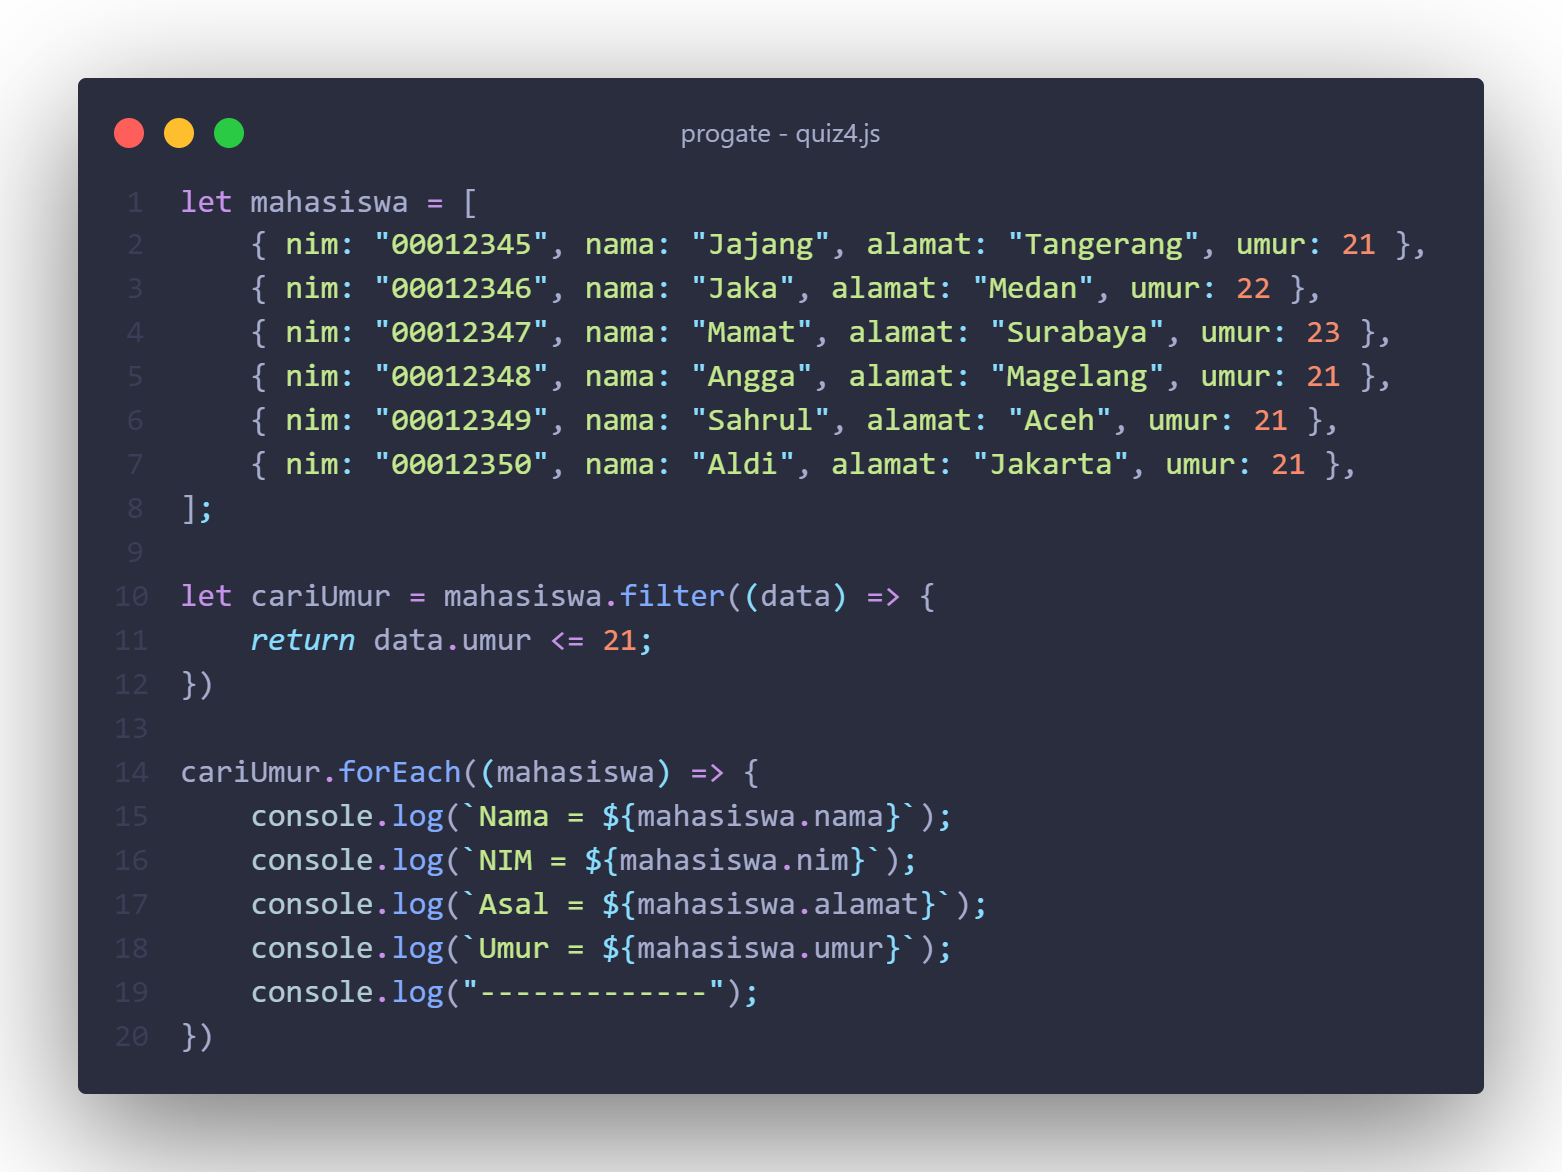 progate - quiz4.js
1 let mahasiswa = [
2     { nim: "00012345", nama: "Jajang", alamat: "Tangerang", umur: 21 },
3     { nim: "00012346", nama: "Jaka", alamat: "Medan", umur: 22 },
4     { nim: "00012347", nama: "Mamat", alamat: "Surabaya", umur: 23 },
5     { nim: "00012348", nama: "Angga", alamat: "Magelang", umur: 21 },
6     { nim: "00012349", nama: "Sahrul", alamat: "Aceh", umur: 21 },
7     { nim: "00012350", nama: "Aldi", alamat: "Jakarta", umur: 21 },
8 ];
9
10 let cariUmur = mahasiswa.filter((data) => {
11     return data.umur <= 21;
12 })
13
14 cariUmur.forEach((mahasiswa) => {
15     console.log(`Nama = ${mahasiswa.nama}`);
16     console.log(`NIM = ${mahasiswa.nim}`);
17     console.log(`Asal = ${mahasiswa.alamat}`);
18     console.log(`Umur = ${mahasiswa.umur}`);
19     console.log("-------------");
20 })